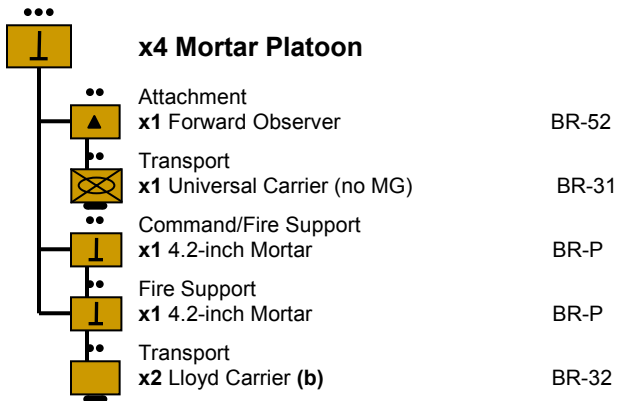 x4 Mortar Platoon
Attachment
x1 Forward Observer BR-52
Transport
x1 Universal Carrier (no MG) BR-31
Command/Fire Support
x1 4.2-inch Mortar BR-P
Fire Support
x1 4.2-inch Mortar BR-P
Transport
x2 Lloyd Carrier (b) BR-32